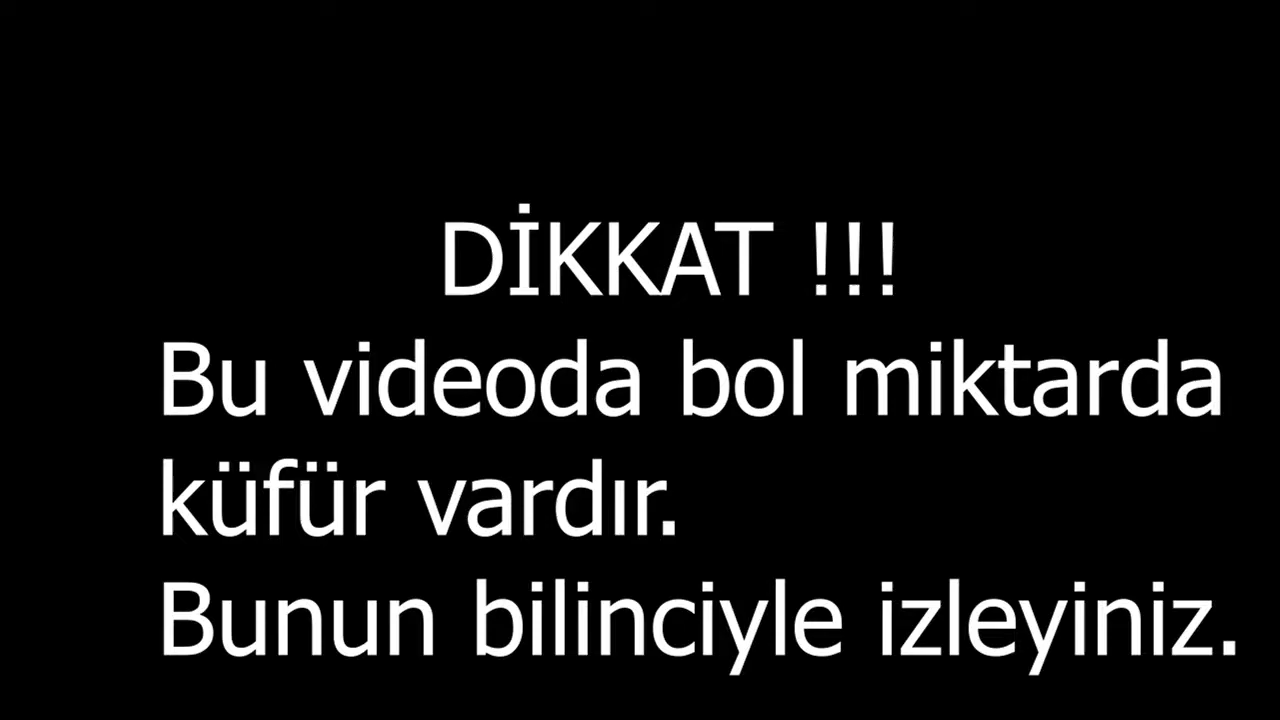 DİKKAT !!!
Bu videoda bol miktarda
küfür vardır.
Bunun bilinciyle izleyiniz.